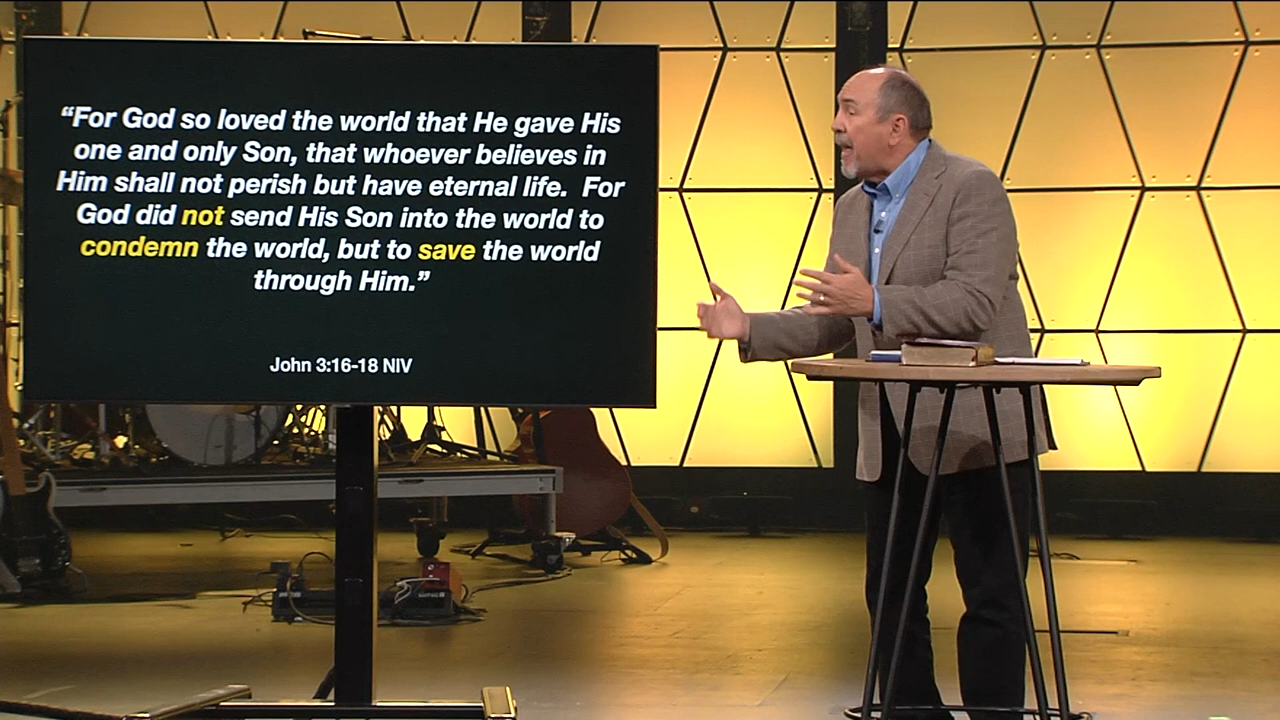 “For God so loved the world that He gave His
one and only Son, that whoever believes in
Him shall not perish but have eternal life.  For
God did not send His Son into the world to
condemn the world, but to save the world
through Him.”
John 3:16-18 NIV